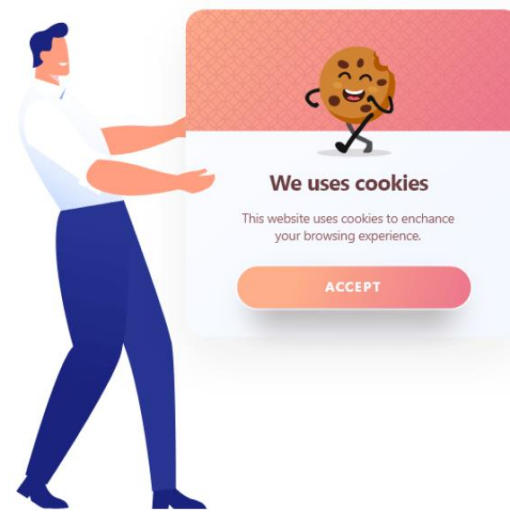 We uses cookies
This website uses cookies to enchance
your browsing experience.
ACCEPT